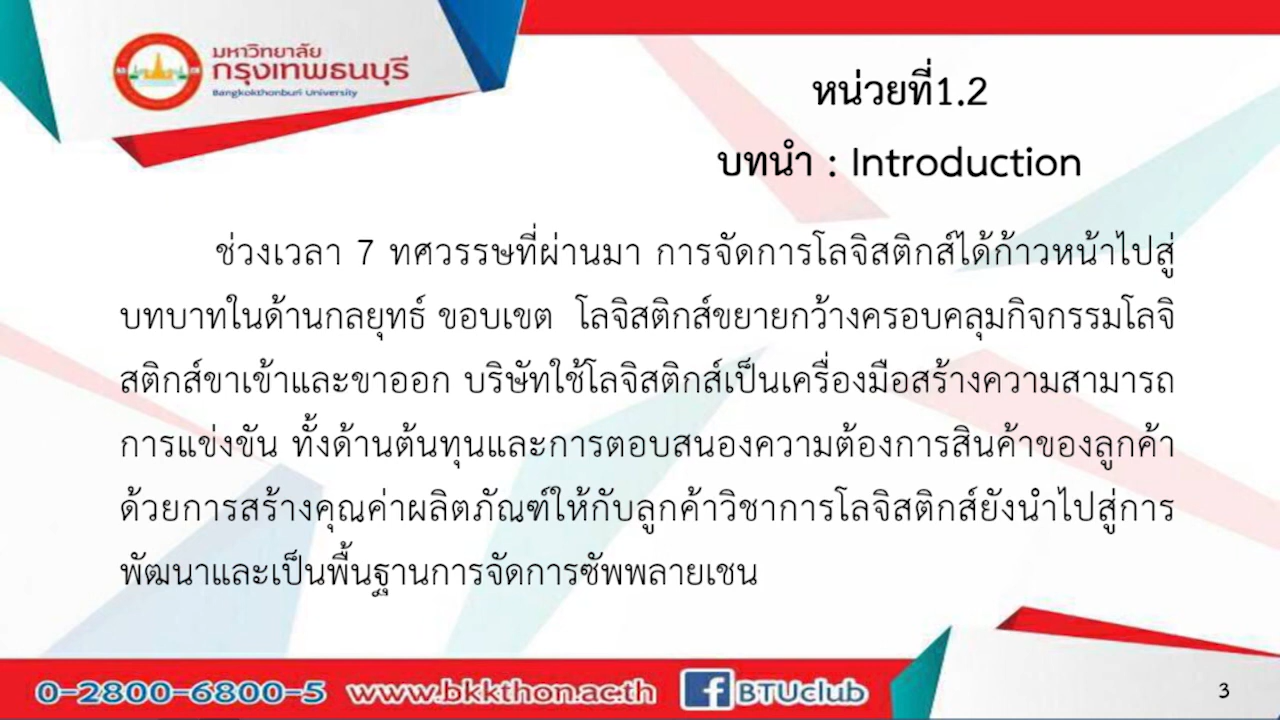 มหาวิทยาลัย
กรุงเทพธนบุรี
Bangkokthonburi University
หน่วยที่1.2
บทนำ : Introduction
ช่วงเวลา 7 ทศวรรษที่ผ่านมา การจัดการโลจิสติกส์ได้ก้าวหน้าไปสู่
บทบาทในด้านกลยุทธ์ ขอบเขต โลจิสติกส์ขยายกว้างครอบคลุมกิจกรรมโลจิ
สติกส์ขาเข้าและขาออก บริษัทใช้โลจิสติกส์เป็นเครื่องมือสร้างความสามารถ
การแข่งขัน ทั้งด้านต้นทุนและการตอบสนองความต้องการสินค้าของลูกค้า
ด้วยการสร้างคุณค่าผลิตภัณฑ์ให้กับลูกค้าวิชาการโลจิสติกส์ยังนำไปสู่การ
พัฒนาและเป็นพื้นฐานการจัดการซัพพลายเชน
0-2800-6800-5 www.bkkthon.ac.th f BTUclub
3